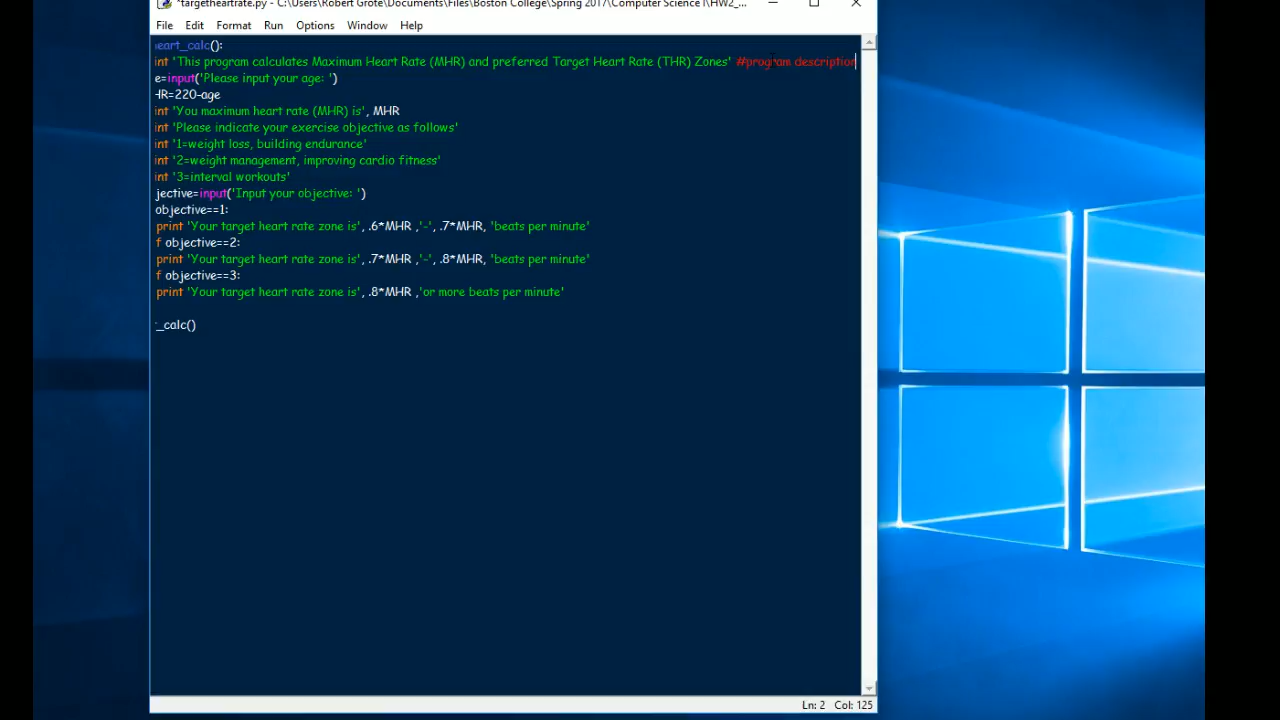 *targetheartrate.py - C:\Users\Robert Grote\Documents\Files\Boston College\Spring 2017\Computer Science I\HW2_...
File Edit Format Run Options Window Help
eart_calc():
int 'This program calculates Maximum Heart Rate (MHR) and preferred Target Heart Rate (THR) Zones' #program description
e=input('Please input your age: ')
HR=220-age
int 'You maximum heart rate (MHR) is', MHR
int 'Please indicate your exercise objective as follows'
int '1=weight loss, building endurance'
int '2=weight management, improving cardio fitness'
int '3=interval workouts'
jective=input('Input your objective: ')
objective==1:
print 'Your target heart rate zone is', .6*MHR ,'-', .7*MHR, 'beats per minute'
f objective==2:
print 'Your target heart rate zone is', .7*MHR ,'-', .8*MHR, 'beats per minute'
f objective==3:
print 'Your target heart rate zone is', .8*MHR ,'or more beats per minute'
_calc()
Ln: 2 Col: 125